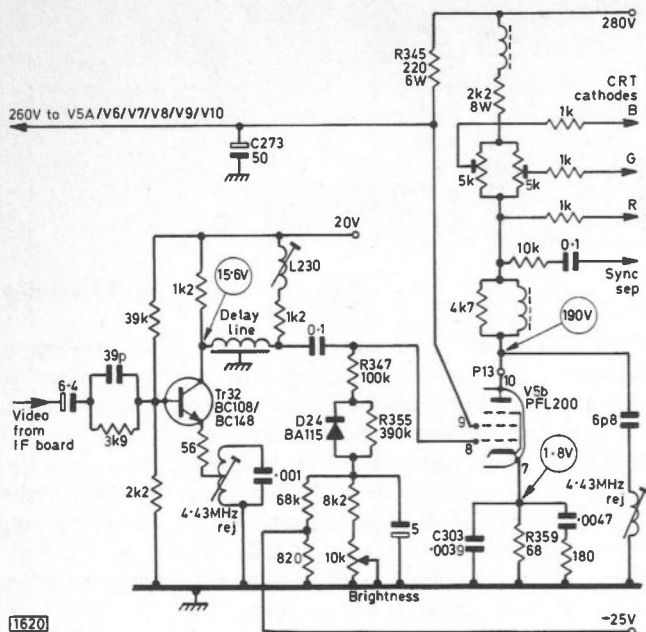 280V
R345
220
6W
CRT
cathodes
2k2
8W
B
1k
260V to V5A/V6/V7/V8/V9/V10
C273
50
5k
5k
1k
G
1k
R
20V
10k
0·1
Sync
sep
1k2
15·6V
L230
39k
Delay
line
1k2
0·1
4k7
190V
39p
R347
100k
P13
10
V5b
PFL200
6·4
Tr32
BC108/
BC148
Video
from
IF board
3k9
D24
BA115
R355
390k
9
8
7
6p8
1·8V
56
·001
4·43MHz
rej
2k2
4·43MHz
rej
68k
8k2
5
C303
·0039
R359
68
·0047
820
10k
180
Brightness
-25V
1620